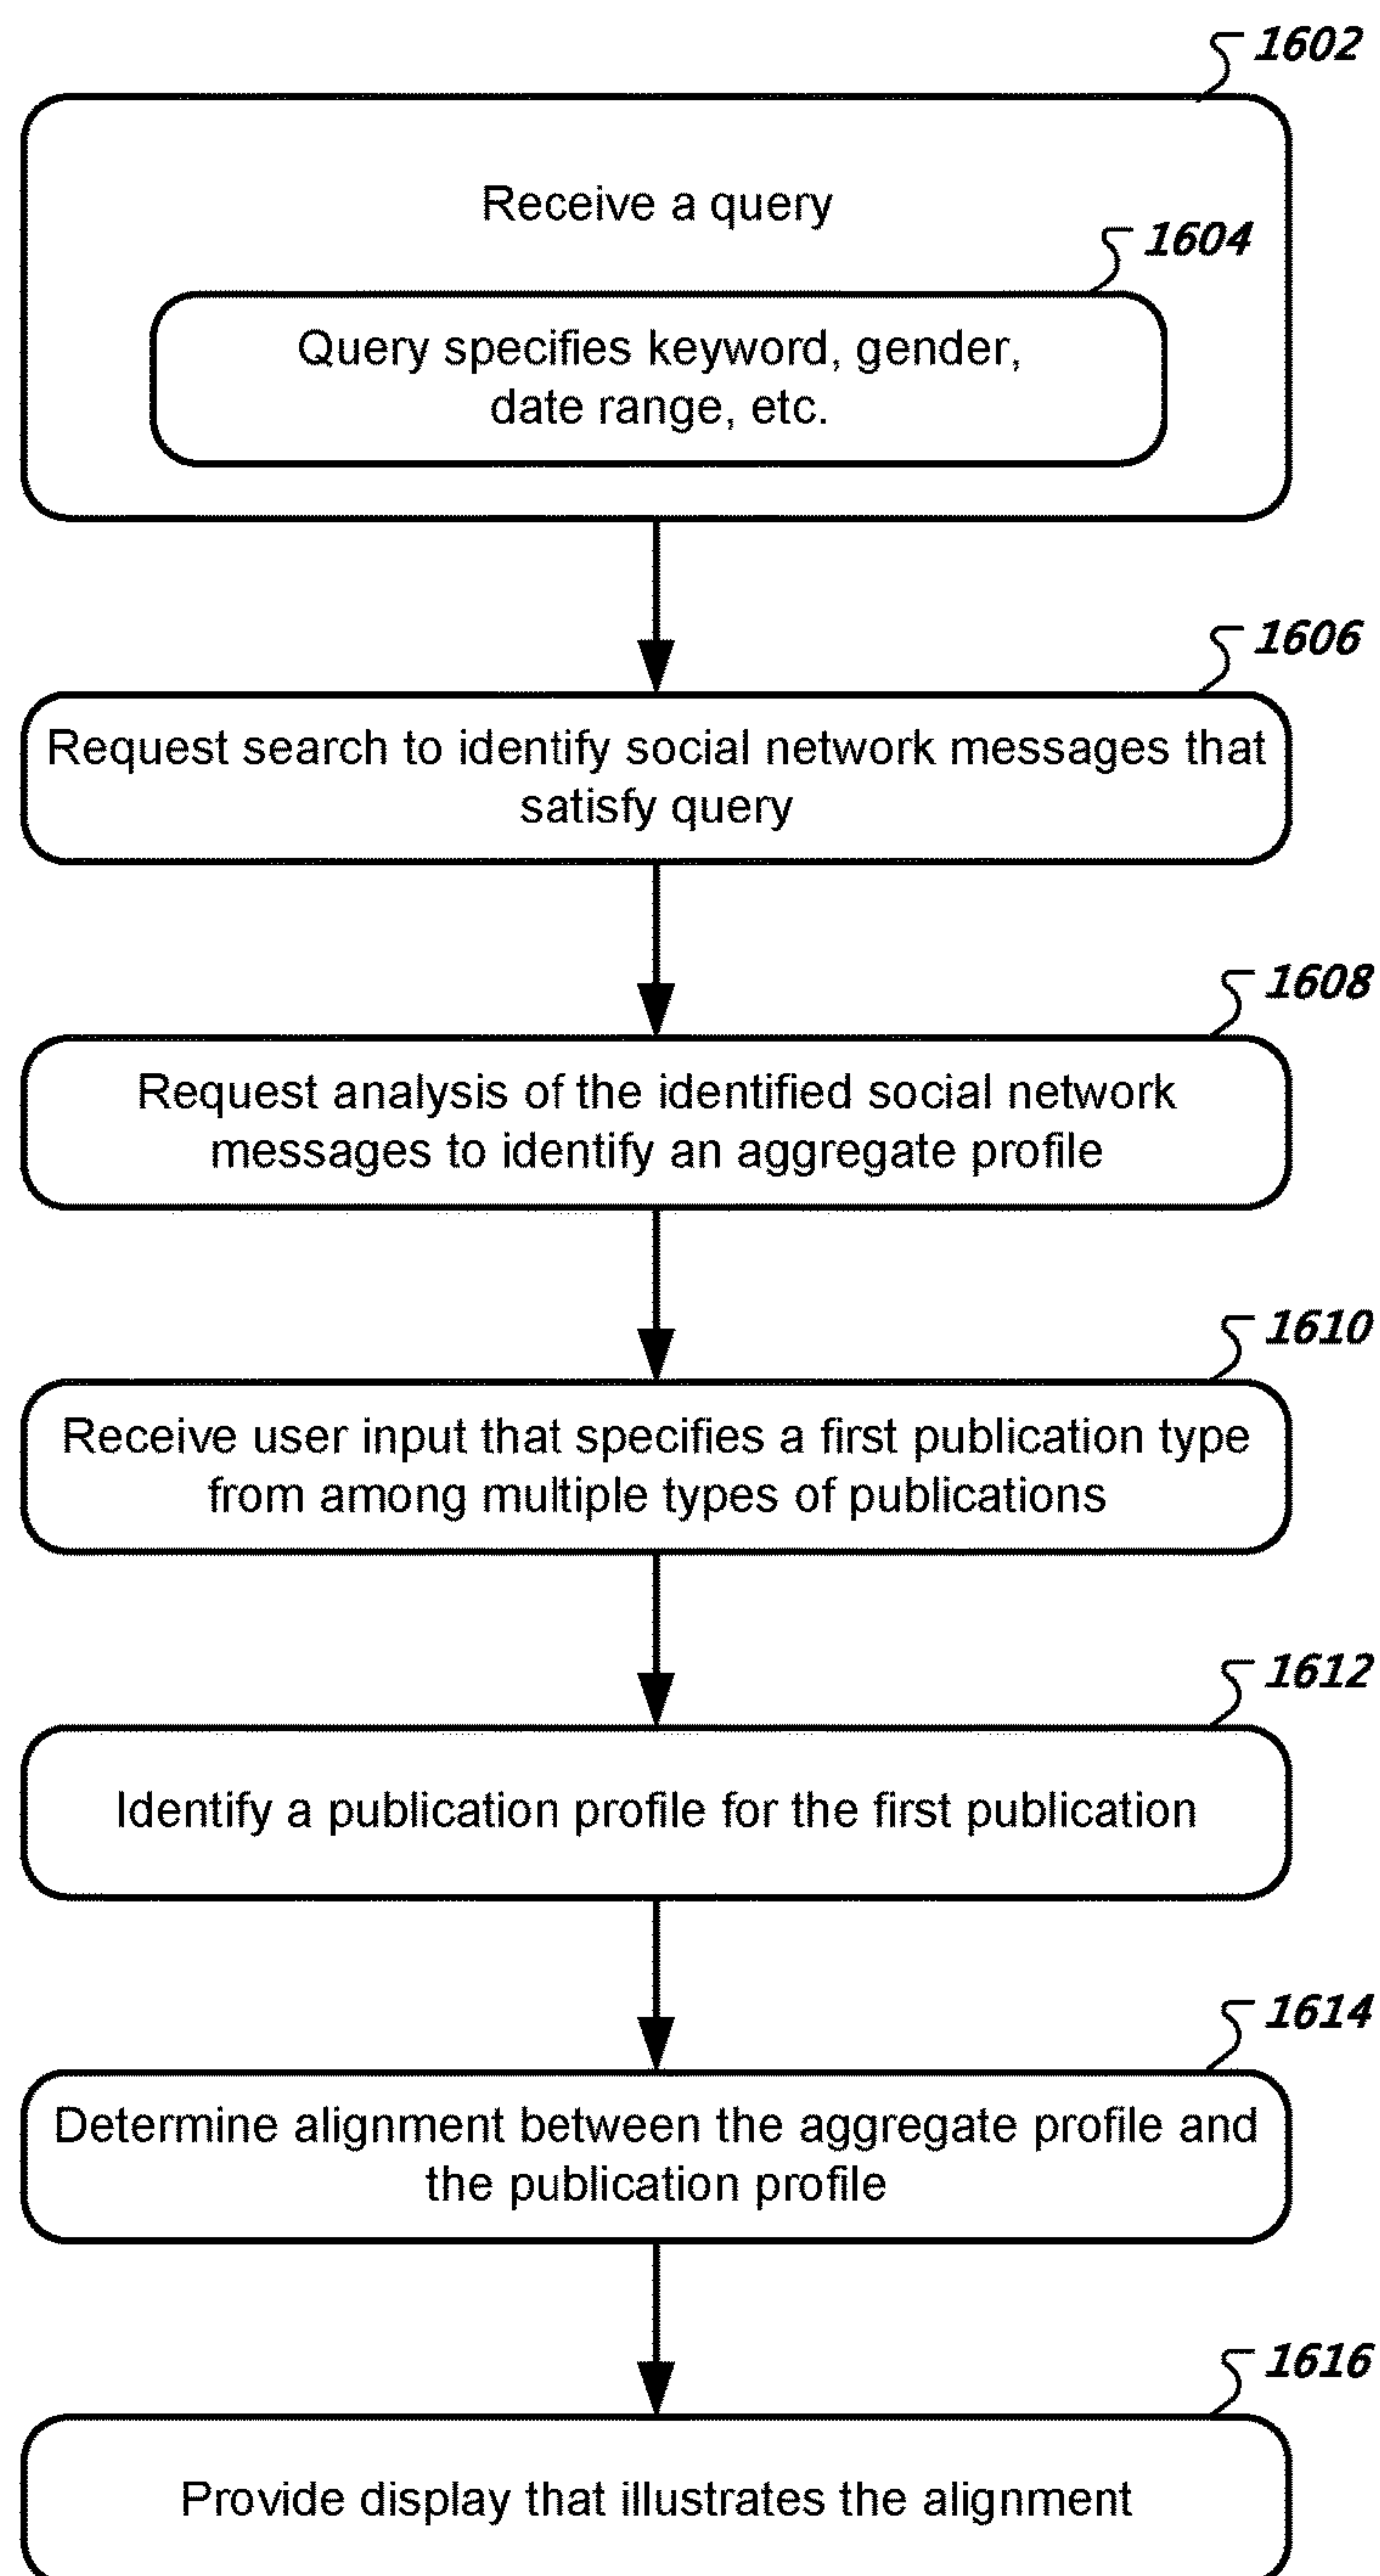 1602
Receive a query
1604
Query specifies keyword, gender,
date range, etc.
1606
Request search to identify social network messages that
satisfy query
1608
Request analysis of the identified social network
messages to identify an aggregate profile
1610
Receive user input that specifies a first publication type
from among multiple types of publications
1612
Identify a publication profile for the first publication
1614
Determine alignment between the aggregate profile and
the publication profile
1616
Provide display that illustrates the alignment